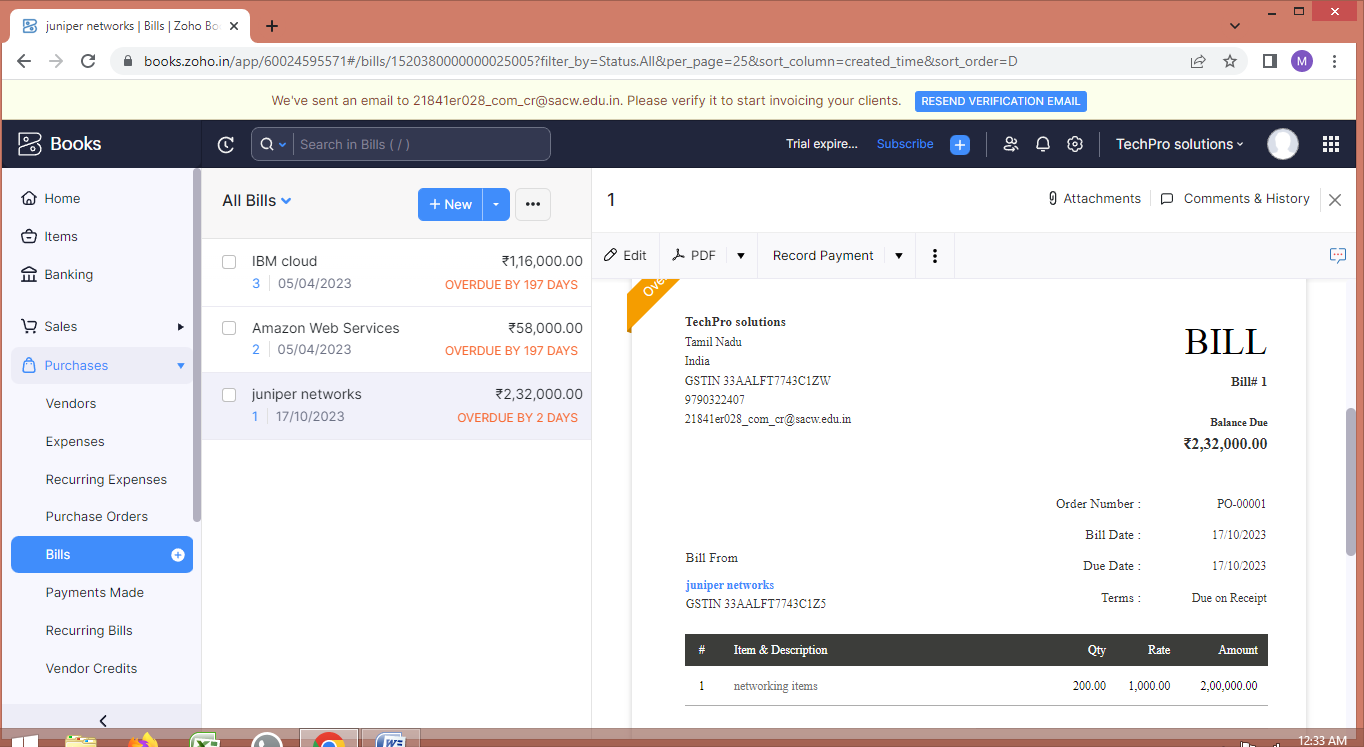 juniper networks | Bills | Zoho Bo
books.zoho.in/app/60024595571#/bills/1520380000000025005?filter_by=Status.All&per_page=25&sort_column=created_time&sort_order=D
M
We've sent an email to 21841er028_com_cr@sacw.edu.in. Please verify it to start invoicing your clients. RESEND VERIFICATION EMAIL
Books
Search in Bills ( / )
Trial expire... Subscribe
TechPro solutions
Home
Items
Banking
Sales
Purchases
Vendors
Expenses
Recurring Expenses
Purchase Orders
Bills
Payments Made
Recurring Bills
Vendor Credits
All Bills
+ New
IBM cloud ₹1,16,000.00
3 05/04/2023 OVERDUE BY 197 DAYS
Amazon Web Services ₹58,000.00
2 05/04/2023 OVERDUE BY 197 DAYS
juniper networks ₹2,32,000.00
1 17/10/2023 OVERDUE BY 2 DAYS
1
Attachments Comments & History
Edit PDF Record Payment
TechPro solutions
Tamil Nadu
India
GSTIN 33AALFT7743C1ZW
9790322407
21841er028_com_cr@sacw.edu.in
BILL
Bill# 1
Balance Due
₹2,32,000.00
Order Number : PO-00001
Bill Date : 17/10/2023
Due Date : 17/10/2023
Terms : Due on Receipt
Bill From
juniper networks
GSTIN 33AALFT7743C1Z5
# Item & Description Qty Rate Amount
1 networking items 200.00 1,000.00 2,00,000.00
12:33 AM